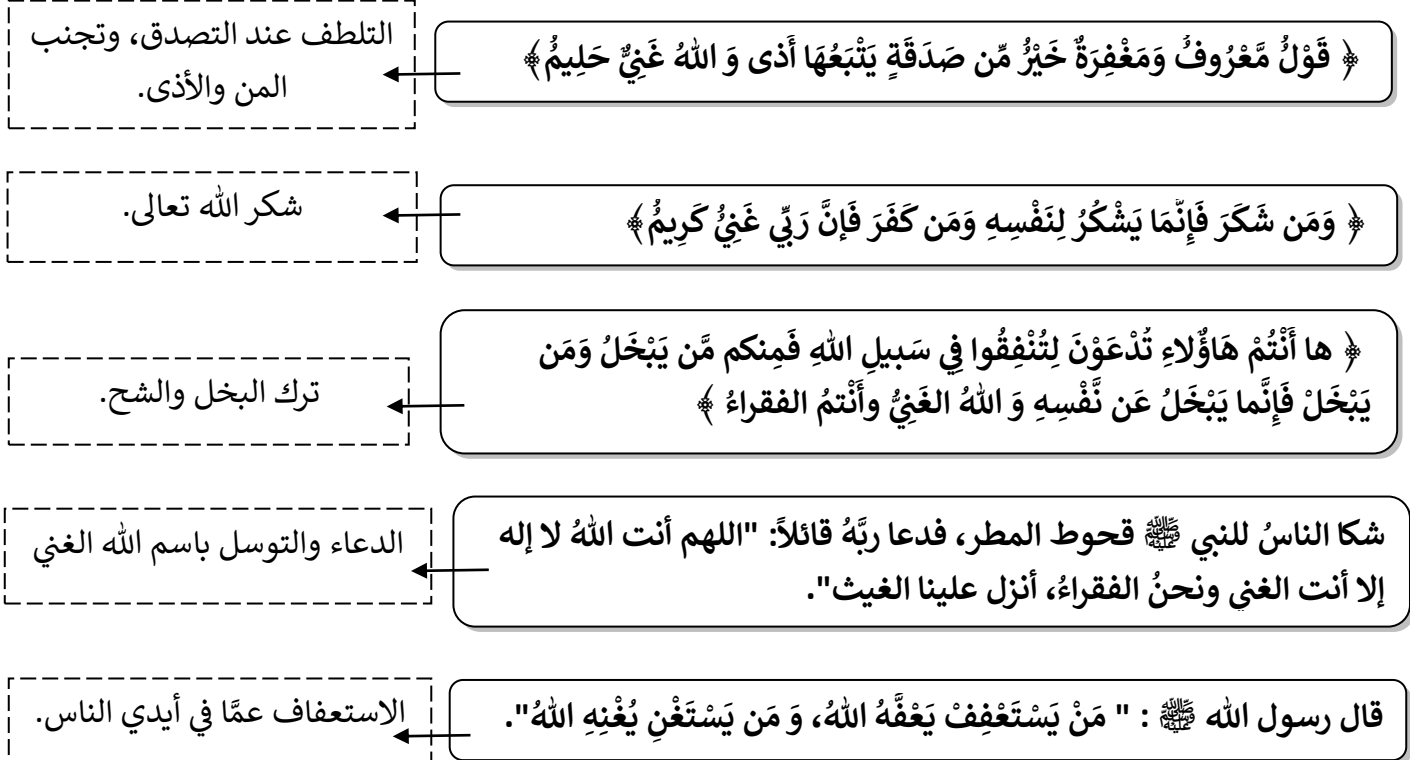 ﴿ قَوْلٌ مَّعْرُوفٌ وَمَغْفِرَةٌ خَيْرٌ مِّن صَدَقَةٍ يَتْبَعُهَا أَذى وَ اللهُ غَنِيٌّ حَلِيمٌ﴾
التلطف عند التصدق، وتجنب
المن والأذى.
﴿ وَمَن شَكَرَ فَإِنَّمَا يَشْكُرُ لِنَفْسِهِ وَمَن كَفَرَ فَإنَّ رَبِّي غَنِيٌ كَرِيمٌ﴾
شكر الله تعالى.
﴿ ها أَنْتُمْ هَاؤٌلاءِ تُدْعَوْنَ لِتُنْفِقُوا فِي سَبيلِ اللهِ فَمِنكم مَّن يَبْخَلُ وَمَن
يَبْخَلْ فَإِنَّما يَبْخَلُ عَن نَّفْسِهِ وَ اللهُ الغَنِيُّ وأَنْتمُ الفقراءُ ﴾
ترك البخل والشح.
شكا الناسُ للنبي ﷺ قحوط المطر، فدعا ربَّهُ قائلاً: "اللهم أنت اللهُ لا إله
إلا أنت الغني ونحنُ الفقراءُ، أنزل علينا الغيث".
الدعاء والتوسل باسم الله الغني
قال رسول الله ﷺ : " مَنْ يَسْتَعْفِفْ يَعْفَّهُ اللهُ، وَ مَن يَسْتَغْنِ يُغْنِهِ اللهُ".
الاستعفاف عمَّا في أيدي الناس.